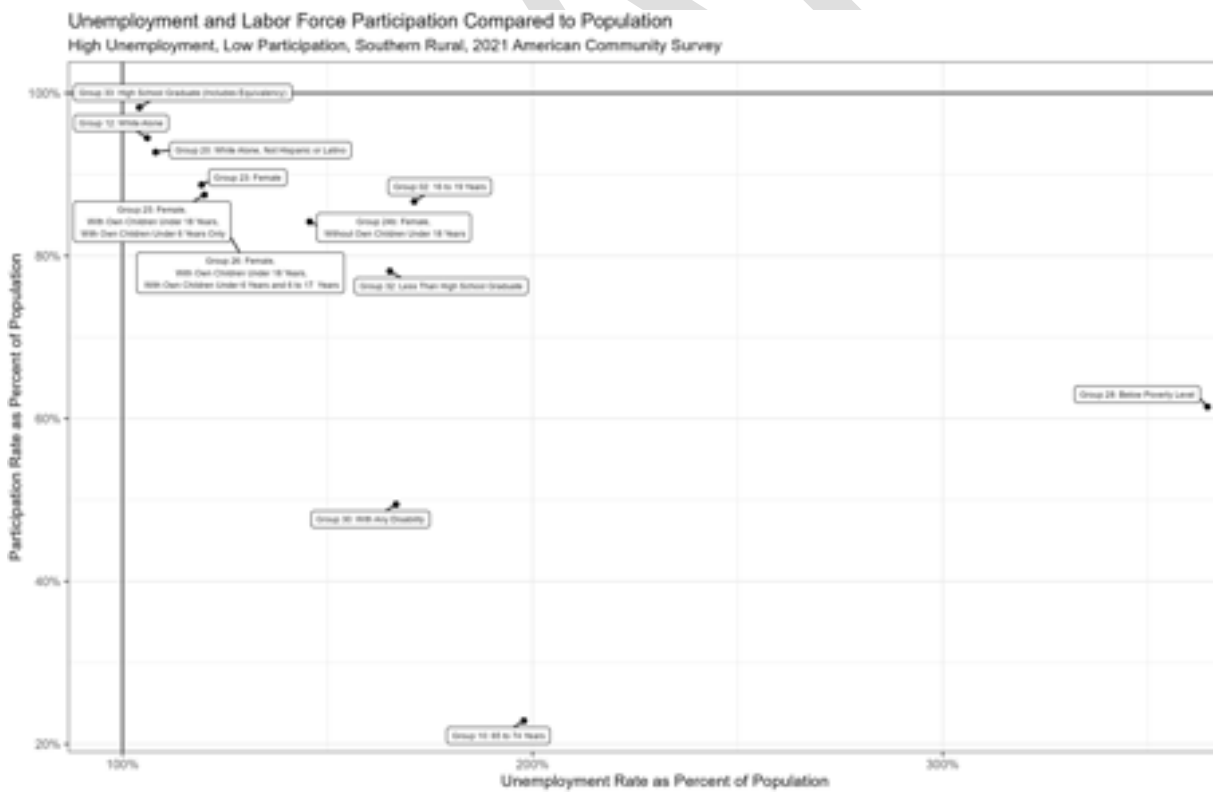 Unemployment and Labor Force Participation Compared to Population
High Unemployment, Low Participation, Southern Rural, 2021 American Community Survey
100%
80%
60%
40%
20%
Participation Rate as Percent of Population
Group 33: High School Graduate (Includes Equivalency)
Group 12: White Alone
Group 20: White Alone, Not Hispanic or Latino
Group 23: Female
Group 02: 16 to 19 Years
Group 25: Female,
With Own Children Under 18 Years,
With Own Children Under 6 Years Only
Group 24b: Female,
Without Own Children Under 18 Years
Group 26: Female,
With Own Children Under 18 Years,
With Own Children Under 6 Years and 6 to 17 Years
Group 32: Less Than High School Graduate
Group 28: Below Poverty Level
Group 30: With Any Disability
Group 10: 65 to 74 Years
100%
200%
300%
Unemployment Rate as Percent of Population